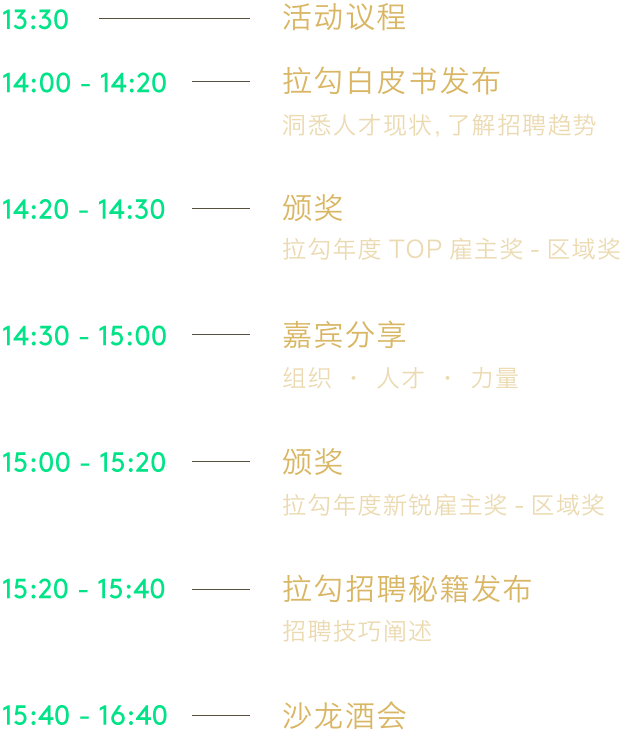 13:30 活动议程
14:00 - 14:20 拉勾白皮书发布
洞悉人才现状,了解招聘趋势
14:20 - 14:30 颁奖
拉勾年度 TOP 雇主奖 - 区域奖
14:30 - 15:00 嘉宾分享
组织 · 人才 · 力量
15:00 - 15:20 颁奖
拉勾年度新锐雇主奖 - 区域奖
15:20 - 15:40 拉勾招聘秘籍发布
招聘技巧阐述
15:40 - 16:40 沙龙酒会